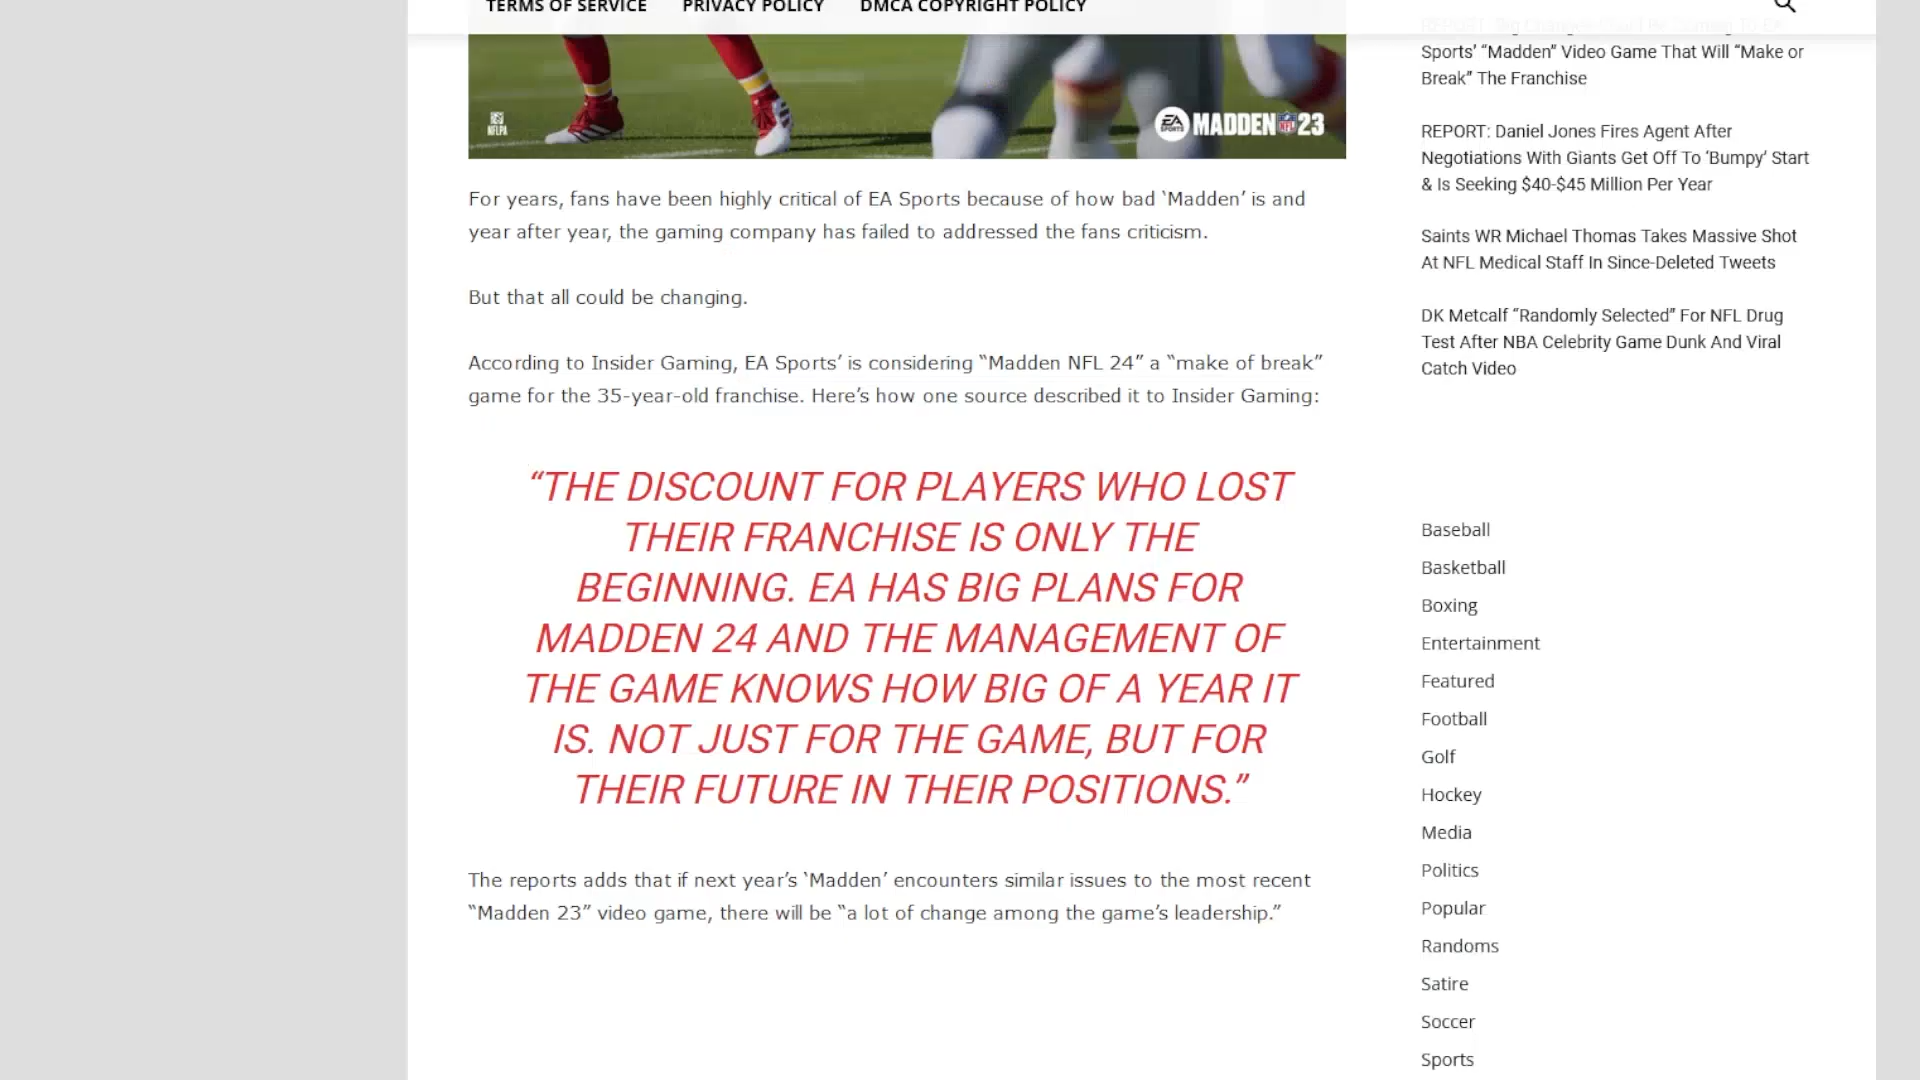 TERMS OF SERVICE PRIVACY POLICY DMCA COPYRIGHT POLICY
NFLPA
EA SPORTS MADDEN NFL 23
For years, fans have been highly critical of EA Sports because of how bad ‘Madden’ is and
year after year, the gaming company has failed to addressed the fans criticism.
But that all could be changing.
According to Insider Gaming, EA Sports’ is considering “Madden NFL 24” a “make of break”
game for the 35-year-old franchise. Here’s how one source described it to Insider Gaming:
“THE DISCOUNT FOR PLAYERS WHO LOST
THEIR FRANCHISE IS ONLY THE
BEGINNING. EA HAS BIG PLANS FOR
MADDEN 24 AND THE MANAGEMENT OF
THE GAME KNOWS HOW BIG OF A YEAR IT
IS. NOT JUST FOR THE GAME, BUT FOR
THEIR FUTURE IN THEIR POSITIONS.”
The reports adds that if next year’s ‘Madden’ encounters similar issues to the most recent
“Madden 23” video game, there will be “a lot of change among the game’s leadership.”
REPORT: Big
Sports’ “Madden” Video Game That Will “Make or
Break” The Franchise
REPORT: Daniel Jones Fires Agent After
Negotiations With Giants Get Off To ‘Bumpy’ Start
& Is Seeking $40-$45 Million Per Year
Saints WR Michael Thomas Takes Massive Shot
At NFL Medical Staff In Since-Deleted Tweets
DK Metcalf “Randomly Selected” For NFL Drug
Test After NBA Celebrity Game Dunk And Viral
Catch Video
Baseball
Basketball
Boxing
Entertainment
Featured
Football
Golf
Hockey
Media
Politics
Popular
Randoms
Satire
Soccer
Sports